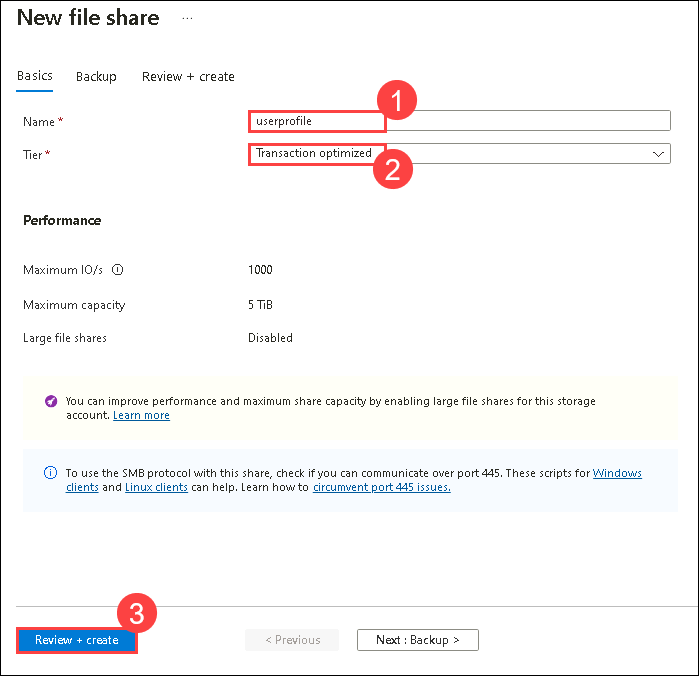 New file share ...
Basics Backup Review + create
1
Name * userprofile
Tier * Transaction optimized
2
Performance
Maximum IO/s 1000
Maximum capacity 5 TiB
Large file shares Disabled
You can improve performance and maximum share capacity by enabling large file shares for this storage
account. Learn more
To use the SMB protocol with this share, check if you can communicate over port 445. These scripts for Windows
clients and Linux clients can help. Learn how to circumvent port 445 issues.
3
Review + create < Previous Next : Backup >